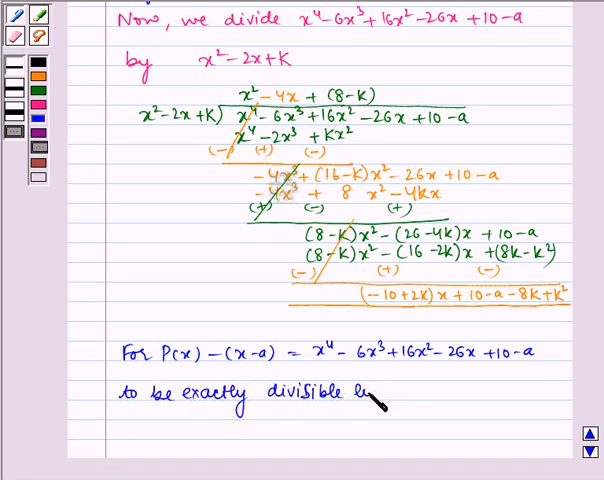 Now, we divide x⁴-6x³+16x²-26x+10-a
by x²-2x+K
x² - 4x + (8-K)
x²-2x+K) x⁴ - 6x³ +16x² - 26x + 10 - a
x⁴ - 2x³ + Kx²
(-) (+) (-)
- 4x³ + (16-K)x² - 26x + 10 - a
- 4x³ + 8 x² - 4Kx
(+) (-) (+)
(8-K)x² - (26-4K)x + 10-a
(8-K)x² - (16-2K)x +(8K-K²)
(-) (+) (-)
(-10+2K)x + 10-a-8K+K²
For P(x) - (x-a) = x⁴ - 6x³+16x²-26x+10-a
to be exactly divisible